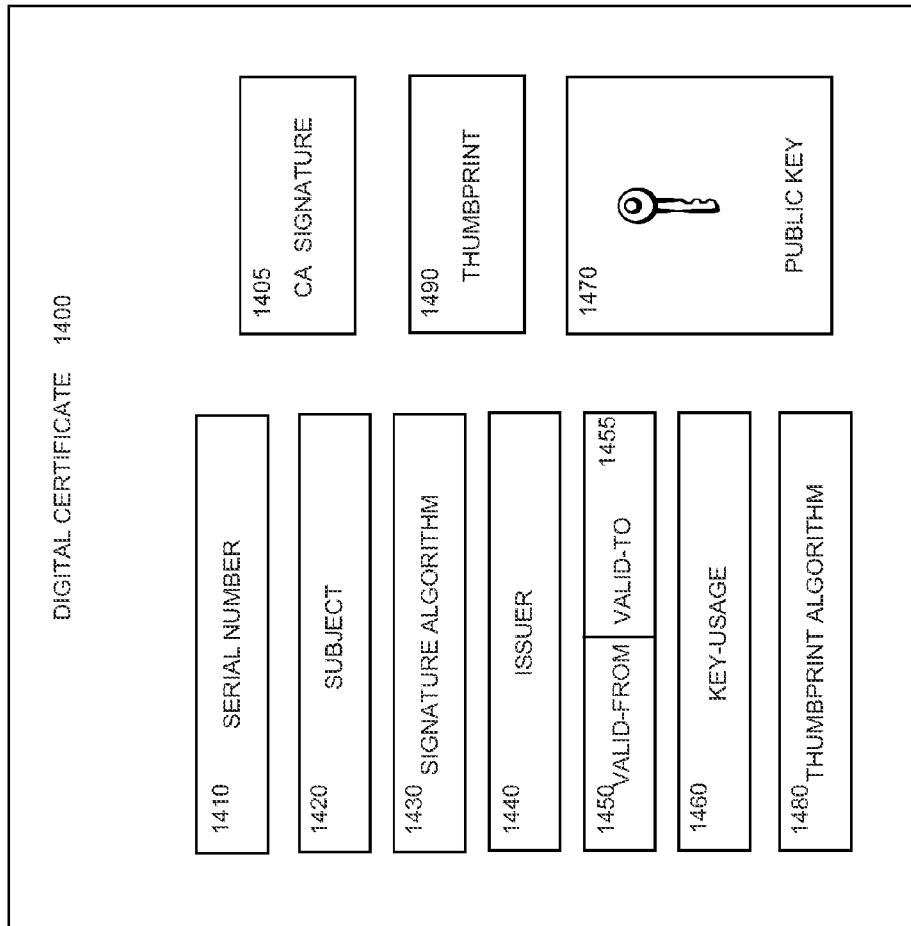 DIGITAL CERTIFICATE 1400
1410 SERIAL NUMBER
1420 SUBJECT
1430 SIGNATURE ALGORITHM
1440 ISSUER
1450 VALID-FROM VALID-TO 1455
1460 KEY-USAGE
1480 THUMBPRINT ALGORITHM
1405
CA SIGNATURE
1490
THUMBPRINT
1470
PUBLIC KEY